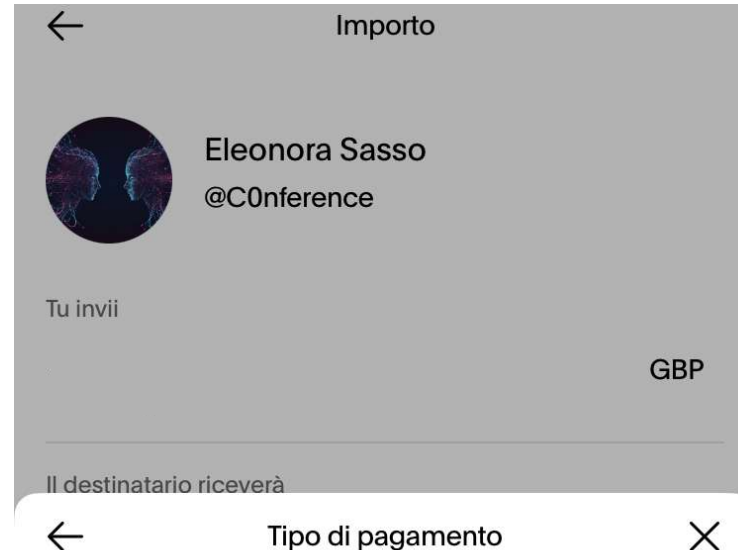 Importo
Eleonora Sasso
@C0nference
Tu invii
GBP
Il destinatario riceverà
Tipo di pagamento